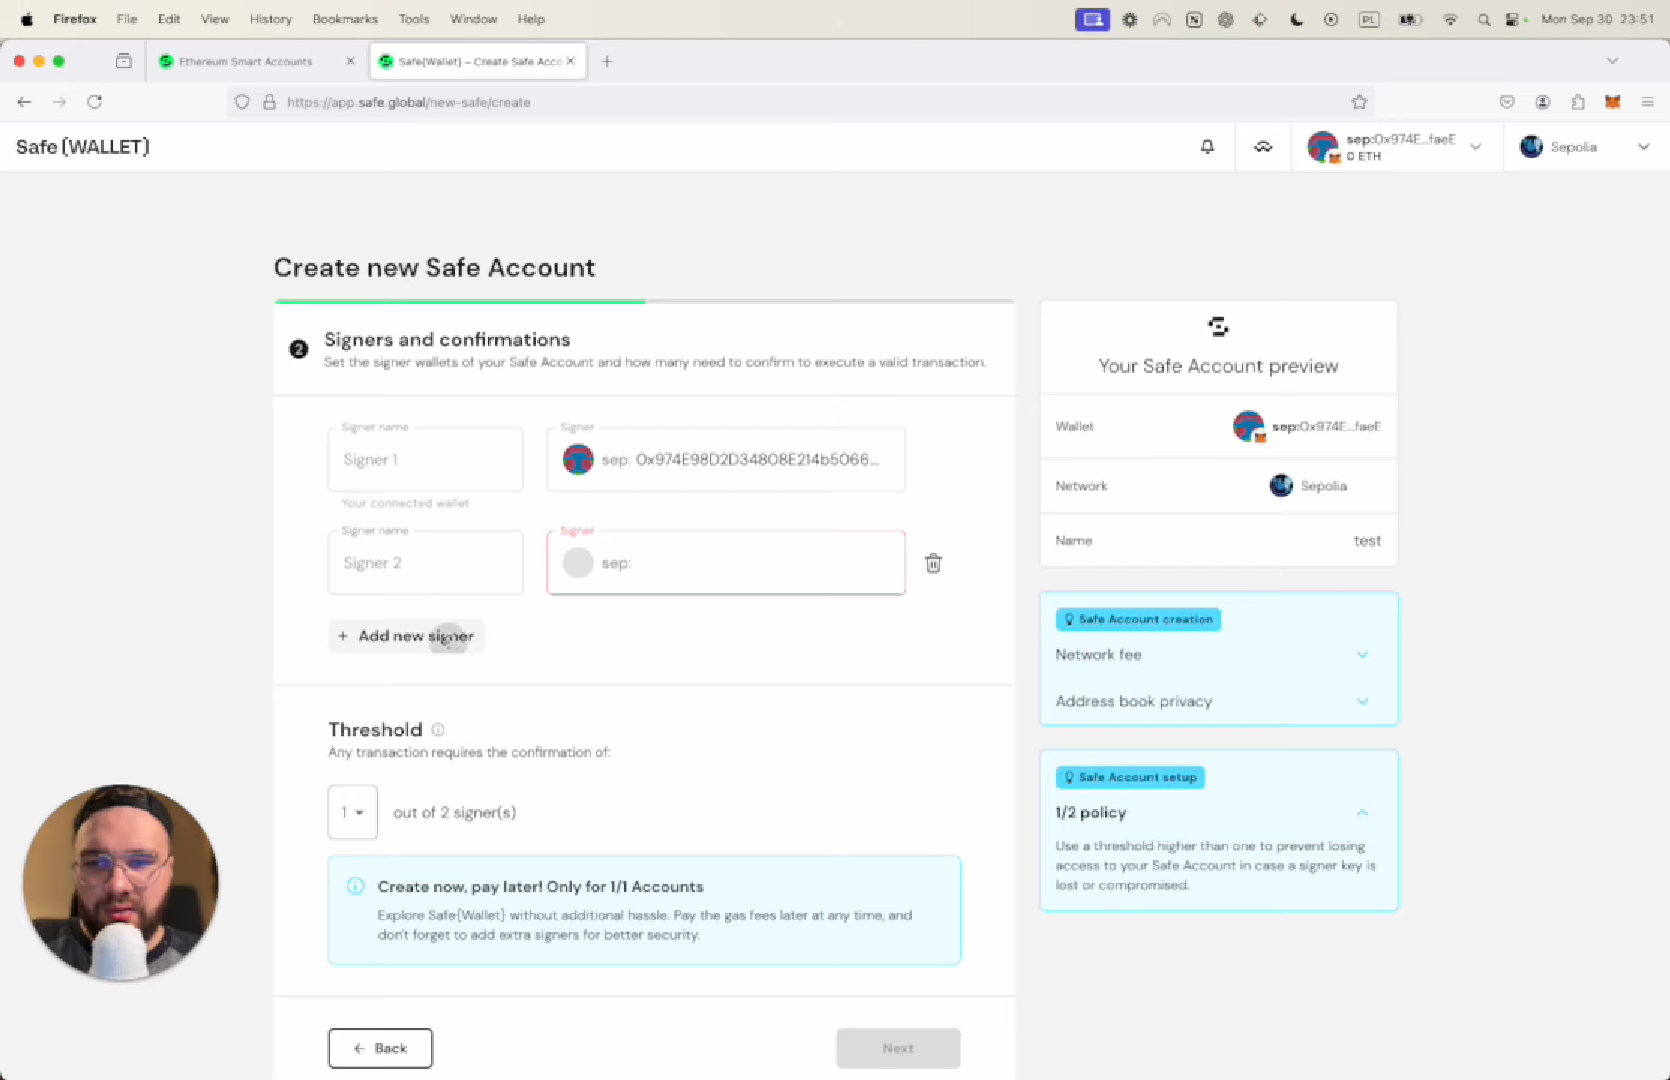 Firefox File Edit View History Bookmarks Tools Window Help
PL
Mon Sep 30 23:51
Ethereum Smart Accounts
Safe{Wallet} – Create Safe Acco
https://app.safe.global/new-safe/create
Safe{WALLET}
sep:0x974E...faeE
0 ETH
Sepolia
Create new Safe Account
2
Signers and confirmations
Set the signer wallets of your Safe Account and how many need to confirm to execute a valid transaction.
Signer name
Signer 1
Signer
sep: 0x974E98D2D34808E214b5066...
Your connected wallet
Signer name
Signer 2
Signer
sep:
+ Add new signer
Threshold
Any transaction requires the confirmation of:
1
out of 2 signer(s)
Create now, pay later! Only for 1/1 Accounts
Explore Safe{Wallet} without additional hassle. Pay the gas fees later at any time, and
don't forget to add extra signers for better security.
← Back
Next
Your Safe Account preview
Wallet
sep:0x974E...faeE
Network
Sepolia
Name
test
Safe Account creation
Network fee
Address book privacy
Safe Account setup
1/2 policy
Use a threshold higher than one to prevent losing
access to your Safe Account in case a signer key is
lost or compromised.